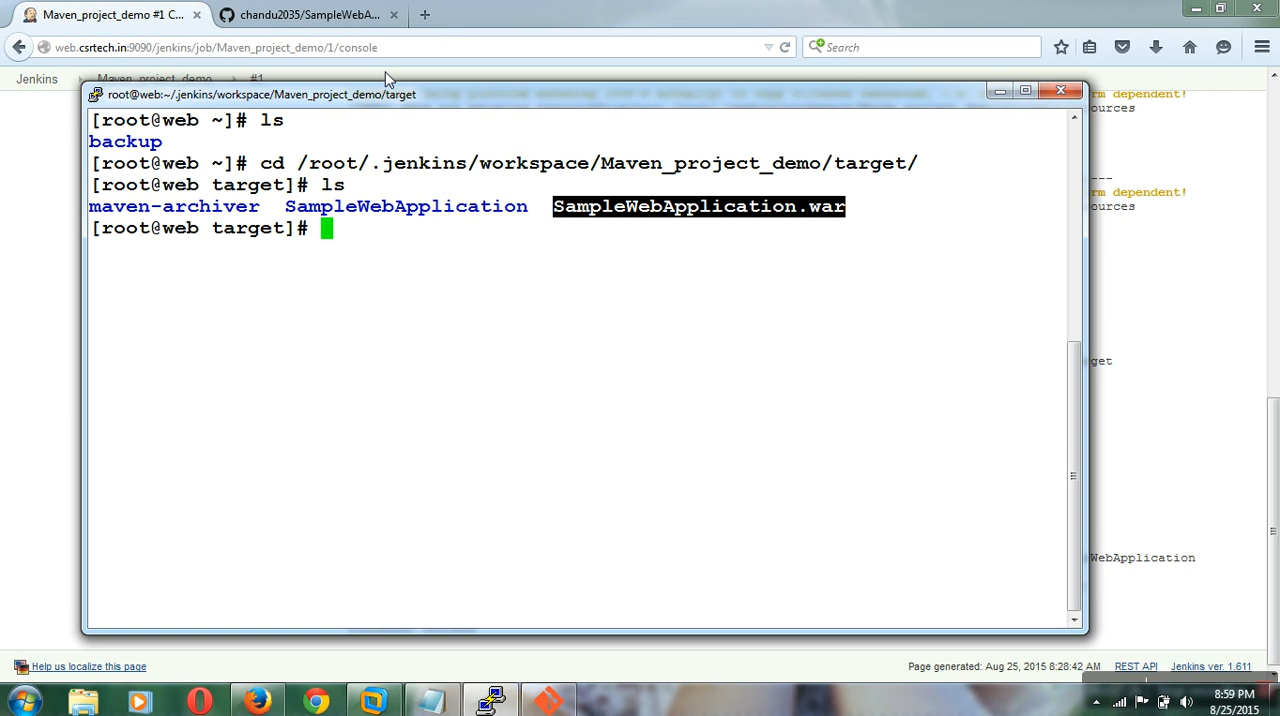 Maven_project_demo #1 C...
chandu2035/SampleWebA...
web.csrtech.in:9090/jenkins/job/Maven_project_demo/1/console
Search
Jenkins
Maven_project_demo
#1
root@web:~/.jenkins/workspace/Maven_project_demo/target
[root@web ~]# ls
backup
[root@web ~]# cd /root/.jenkins/workspace/Maven_project_demo/target/
[root@web target]# ls
maven-archiver SampleWebApplication SampleWebApplication.war
[root@web target]#
rm dependent!
ources
---
rm dependent!
ources
get
WebApplication
Help us localize this page
Page generated: Aug 25, 2015 8:28:42 AM REST API Jenkins ver. 1.611
8:59 PM
8/25/2015